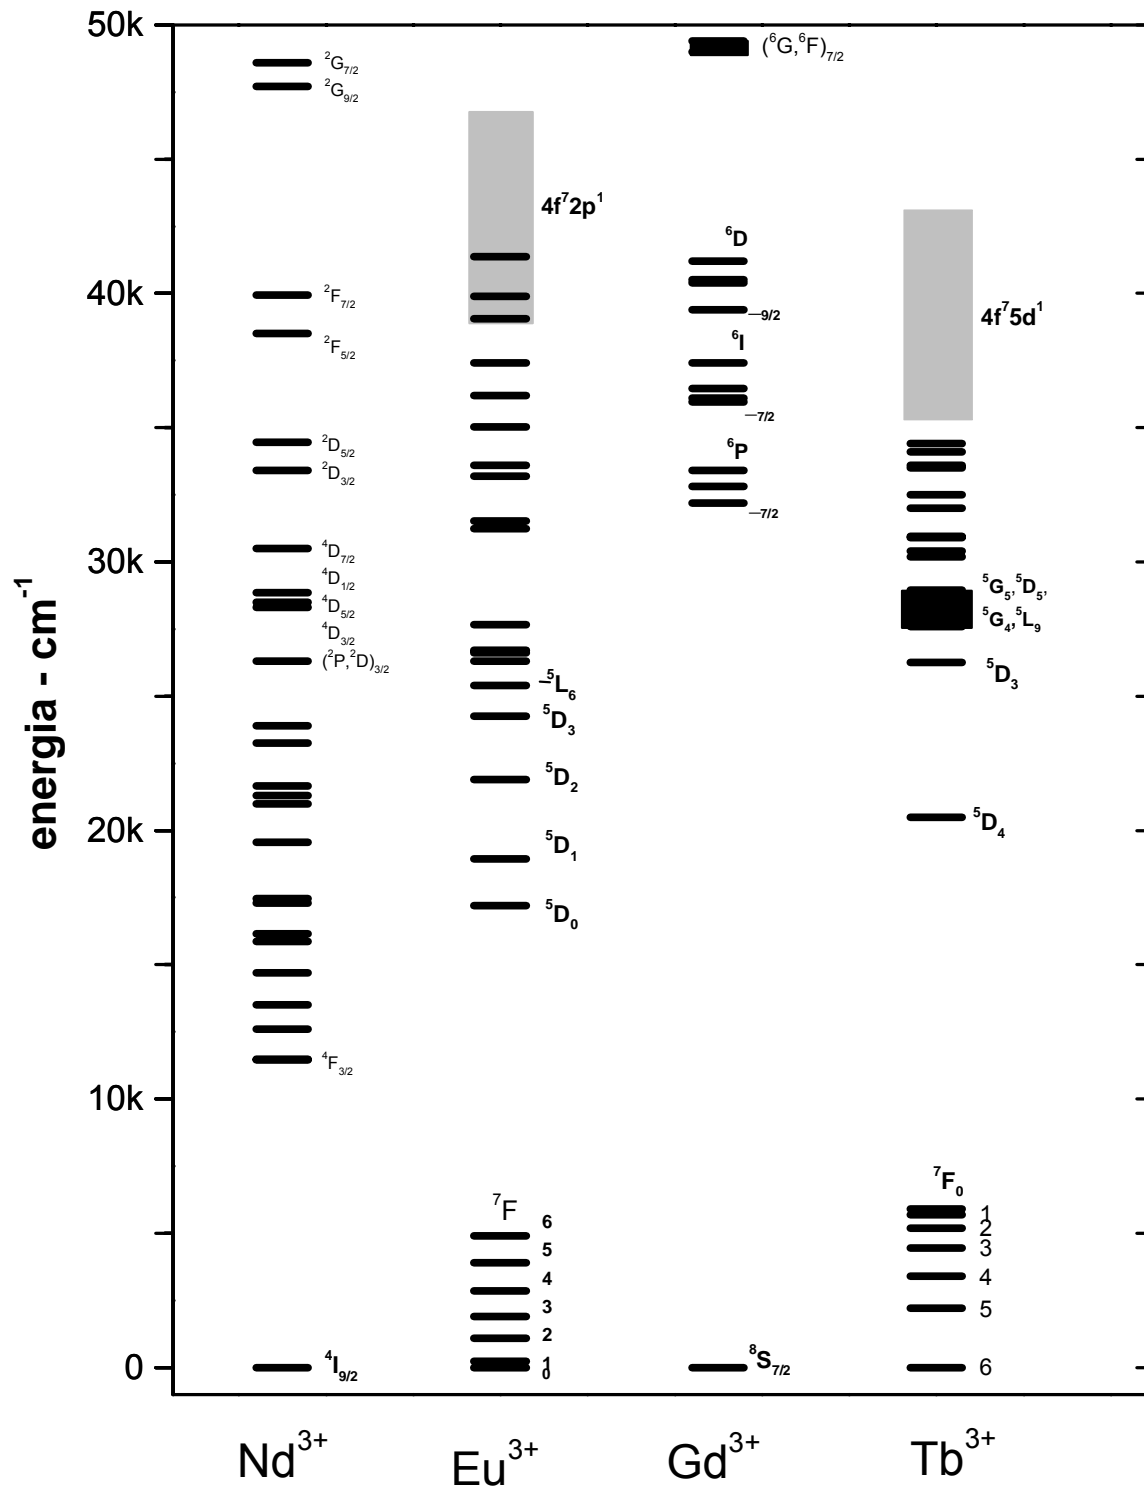 energia - cm⁻¹
50k
40k
30k
20k
10k
0
²G₇/₂
²G₉/₂
²F₇/₂
²F₅/₂
²D₅/₂
²D₃/₂
⁴D₇/₂
⁴D₁/₂
⁴D₅/₂
⁴D₃/₂
(²P,²D)₃/₂
⁴F₃/₂
⁴I₉/₂
4f⁷2p¹
⁵L₆
⁵D₃
⁵D₂
⁵D₁
⁵D₀
⁷F
6
5
4
3
2
1
0
(⁶G,⁶F)₇/₂
⁶D
9/2
⁶I
7/2
⁶P
7/2
⁸S₇/₂
4f⁷5d¹
⁵G₅,⁵D₅,
⁵G₄,⁵L₉
⁵D₃
⁵D₄
⁷F₀
1
2
3
4
5
6
Nd³⁺ Eu³⁺ Gd³⁺ Tb³⁺